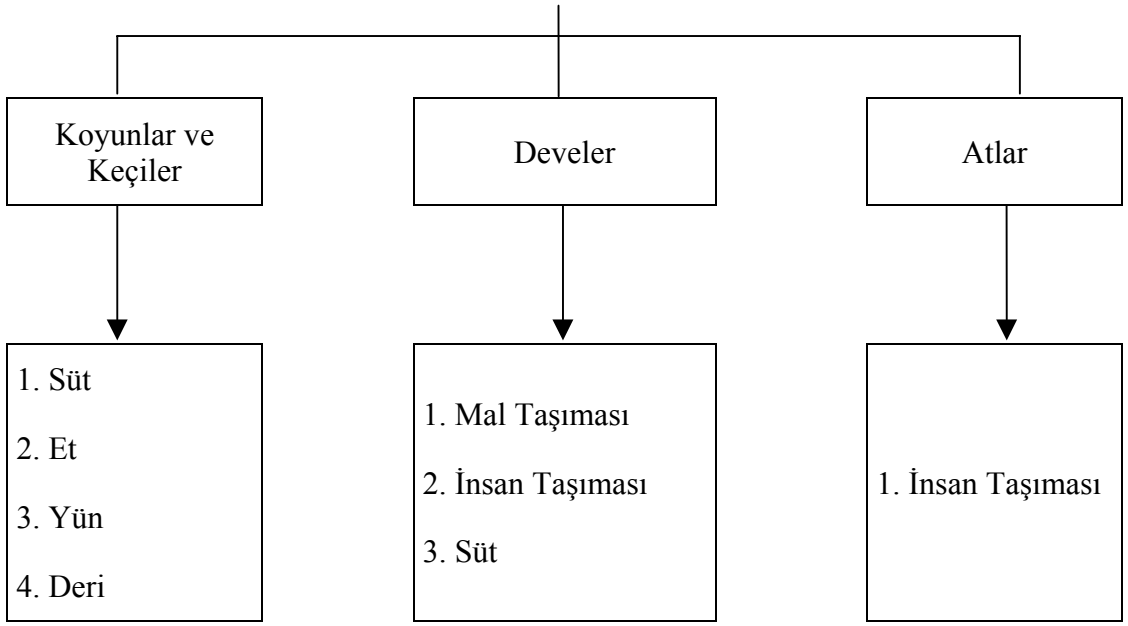 Koyunlar ve
Keçiler
Develer
Atlar
1. Süt
2. Et
3. Yün
4. Deri
1. Mal Taşıması
2. İnsan Taşıması
3. Süt
1. İnsan Taşıması